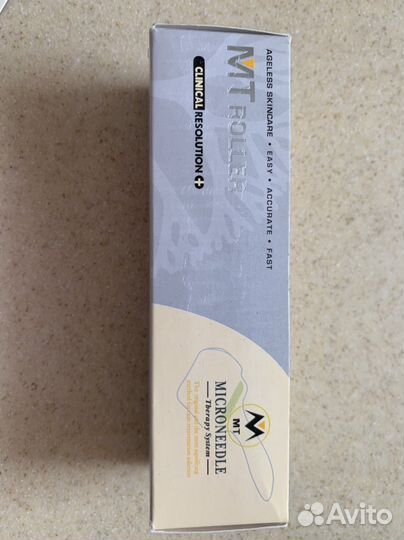 AGELESS SKINCARE • EASY • ACCURATE • FAST
MT ROLLER
CLINICAL RESOLUTION
MT
MICRONEEDLE
Therapy System
Avito